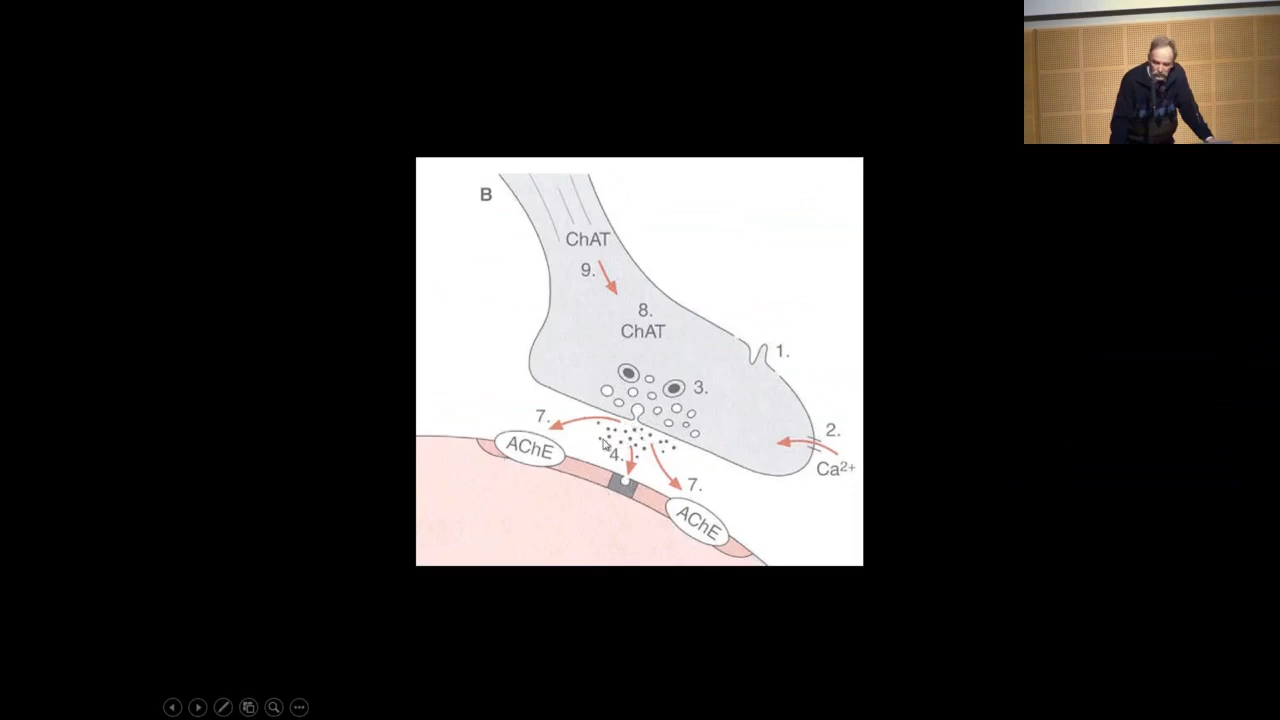 B
ChAT
9.
8.
ChAT
1.
3.
7.
2.
AChE
4.
Ca²⁺
7.
AChE